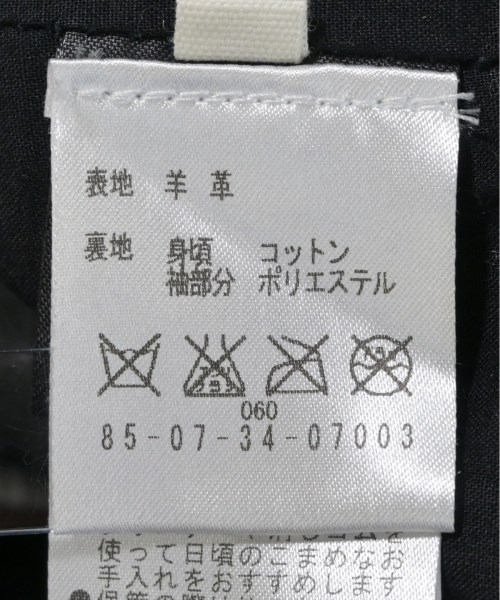 表地 羊革
裏地 身頃 コットン
袖部分 ポリエステル
060
85-07-34-07003
使って日頃のこまめなお
手入れをおすすめします